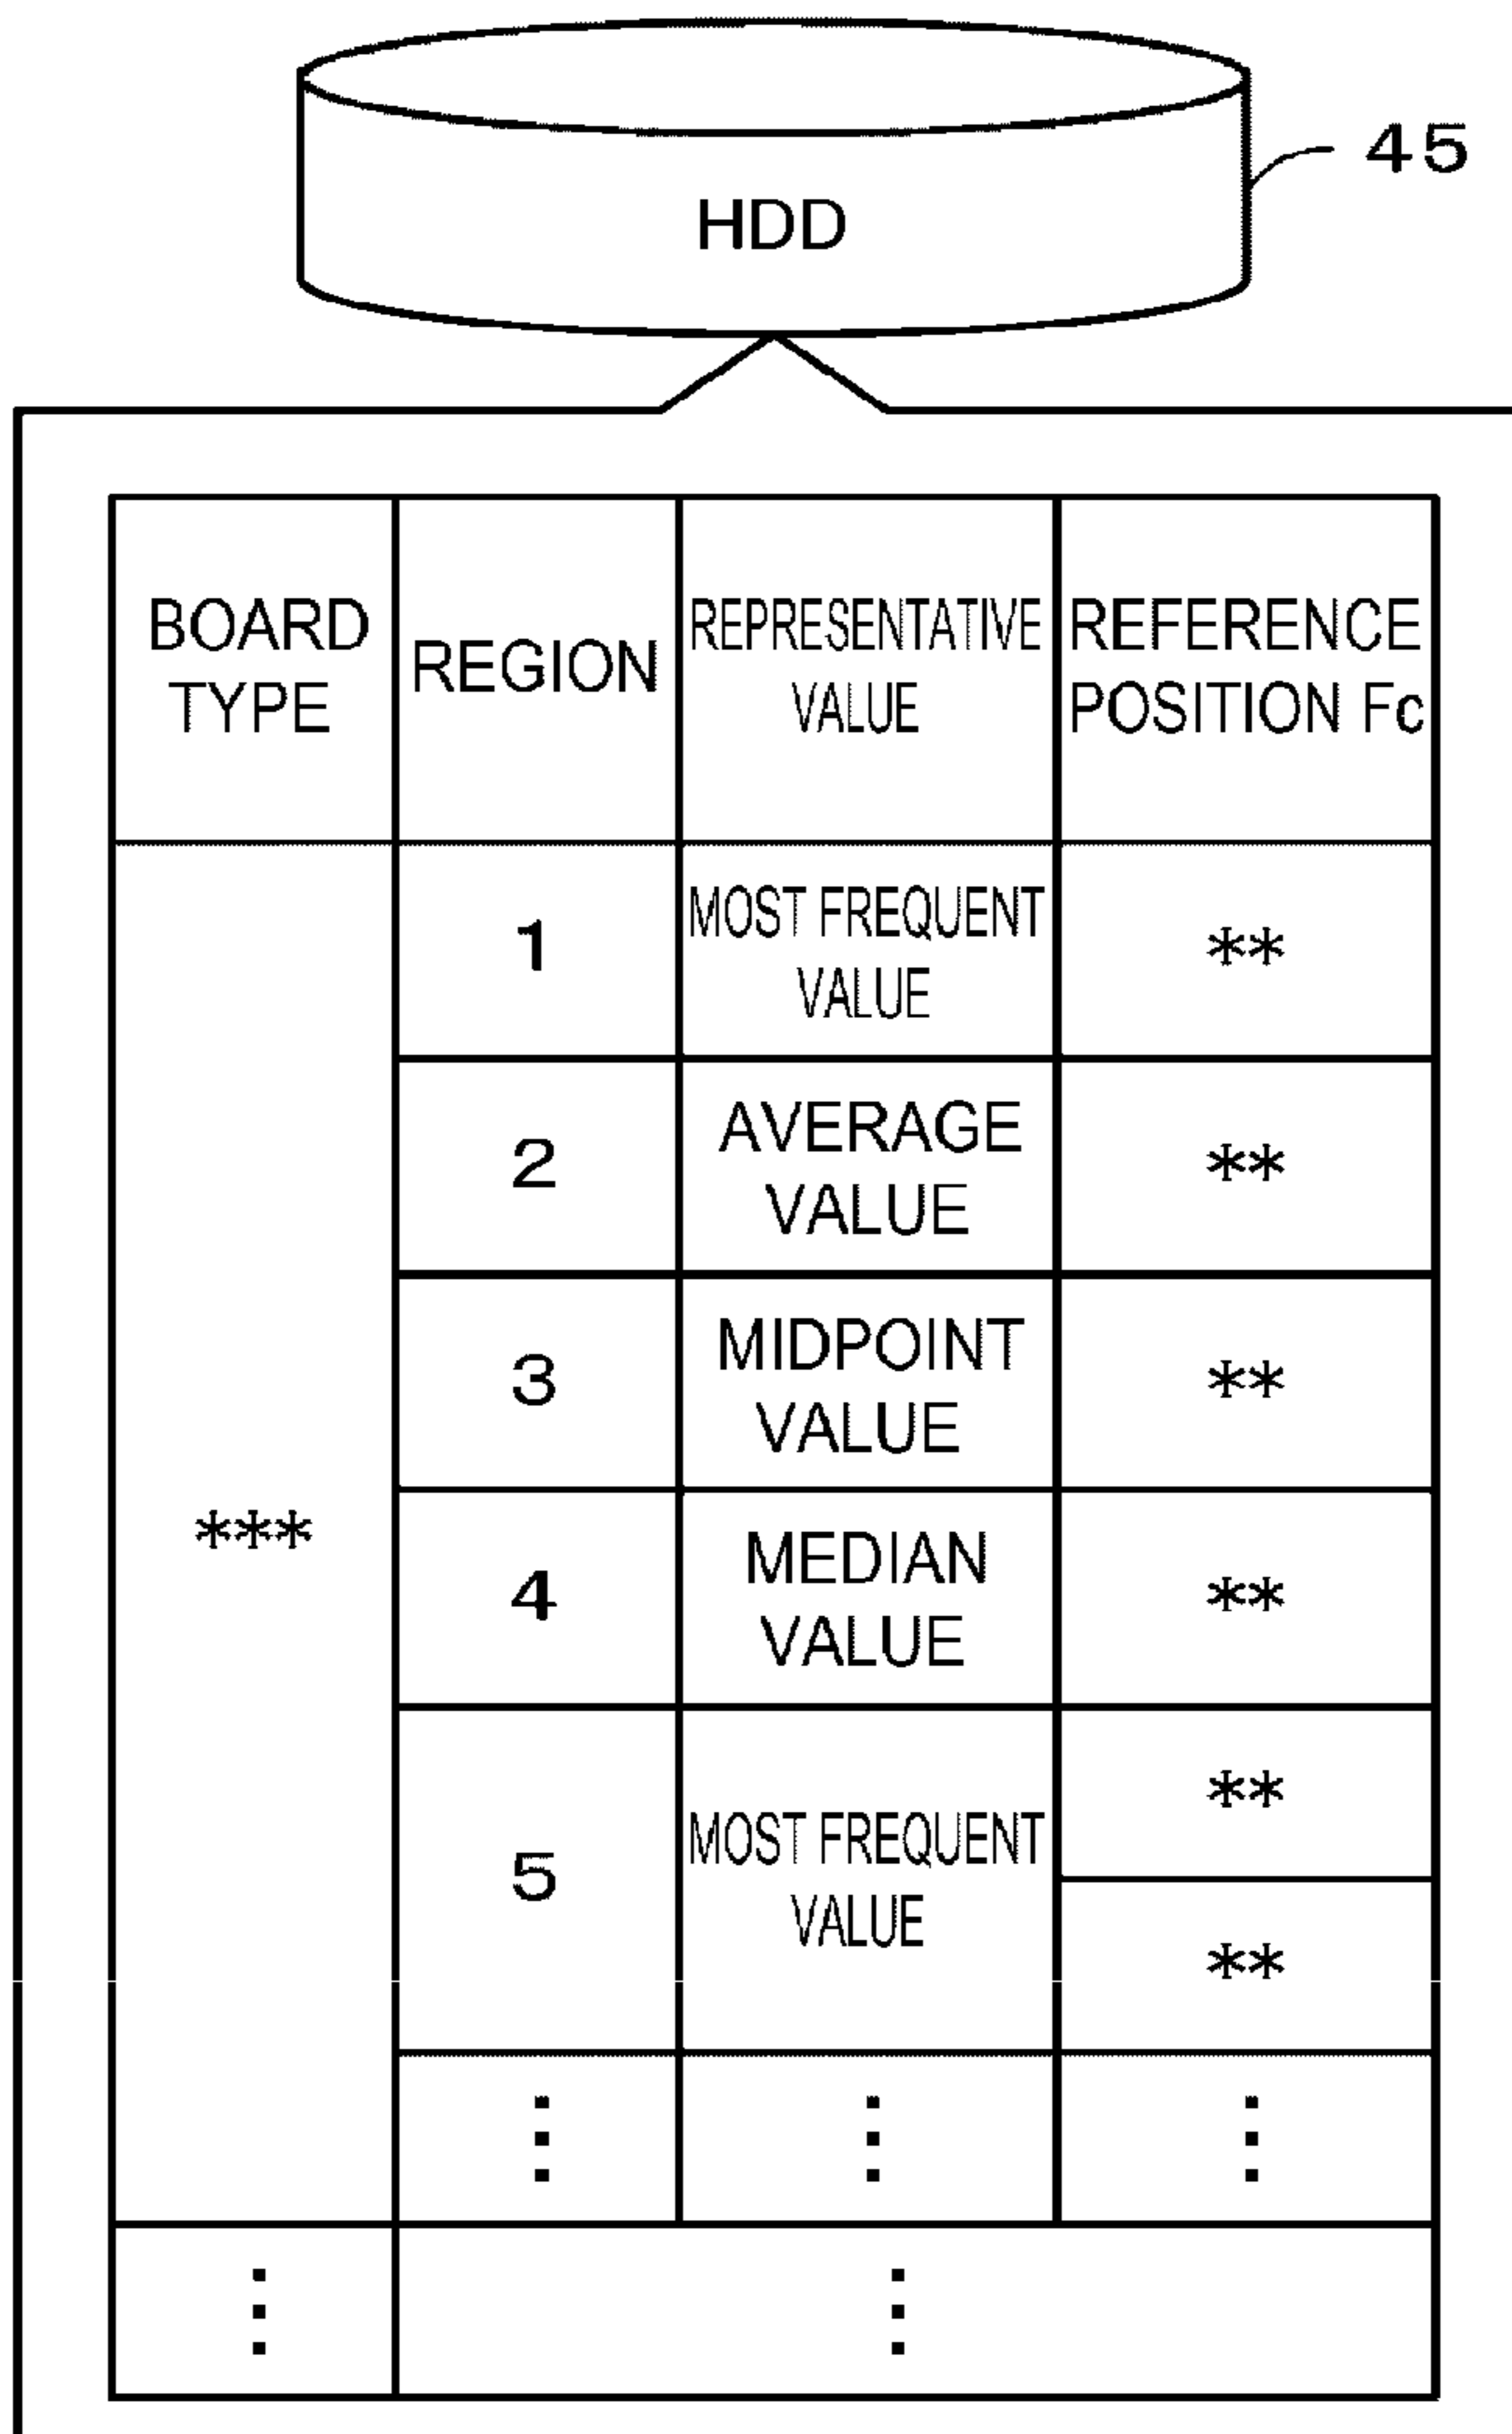 HDD
45
BOARD TYPE
REGION
REPRESENTATIVE VALUE
REFERENCE POSITION Fc
***
1
MOST FREQUENT VALUE
**
2
AVERAGE VALUE
**
3
MIDPOINT VALUE
**
4
MEDIAN VALUE
**
5
MOST FREQUENT VALUE
**
**